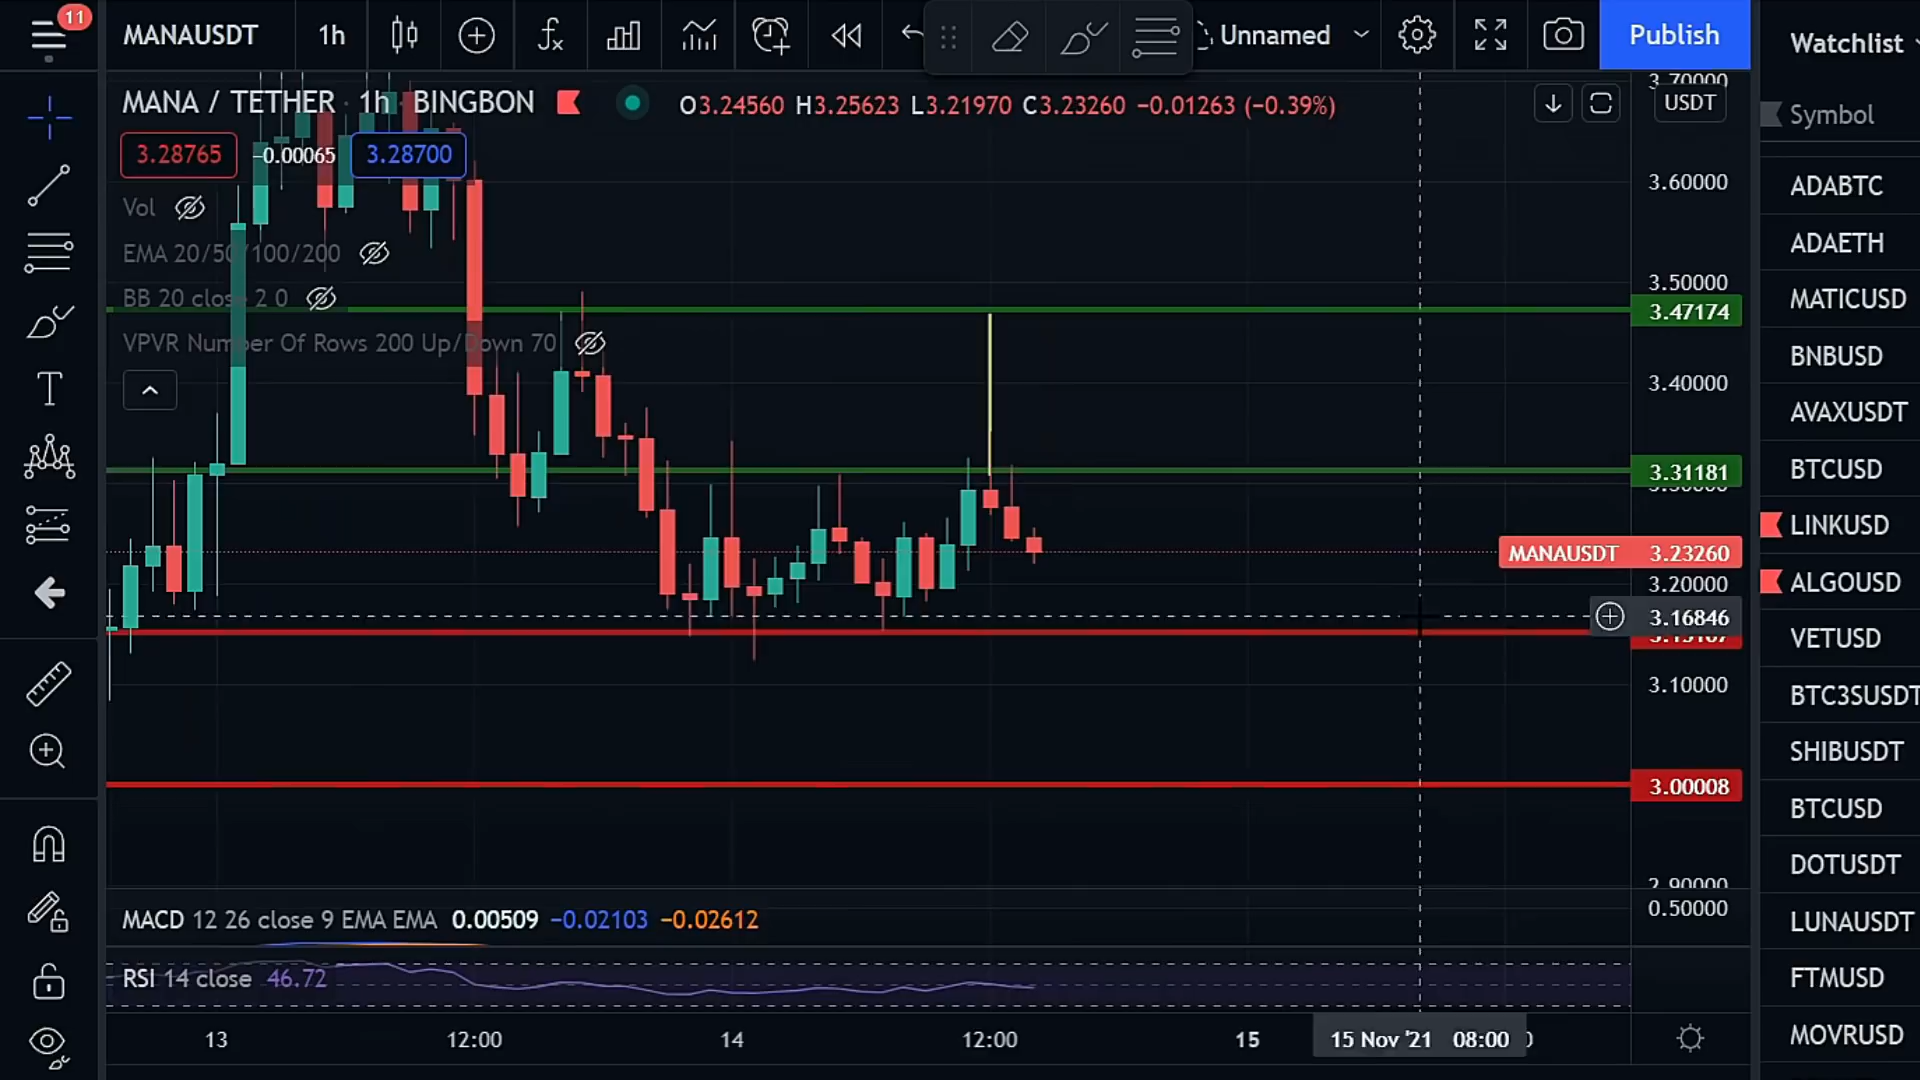 11
MANAUSDT 1h Unnamed Publish Watchlist
MANA / TETHER · 1h · BINGBON O3.24560 H3.25623 L3.21970 C3.23260 −0.01263 (−0.39%)
3.28765 −0.00065 3.28700
Vol
EMA 20/50/100/200
BB 20 close 2 0
VPVR Number Of Rows 200 Up/Down 70
3.70000
USDT
3.60000
3.50000
3.47174
3.40000
3.31181
MANAUSDT 3.23260
3.20000
3.16846
3.10000
3.00008
2.90000
MACD 12 26 close 9 EMA EMA 0.00509 −0.02103 −0.02612
0.50000
RSI 14 close 46.72
13 12:00 14 12:00 15 15 Nov '21 08:00
Symbol
ADABTC
ADAETH
MATICUSD
BNBUSD
AVAXUSDT
BTCUSD
LINKUSD
ALGOUSD
VETUSD
BTC3SUSDT
SHIBUSDT
BTCUSD
DOTUSDT
LUNAUSDT
FTMUSD
MOVRUSD